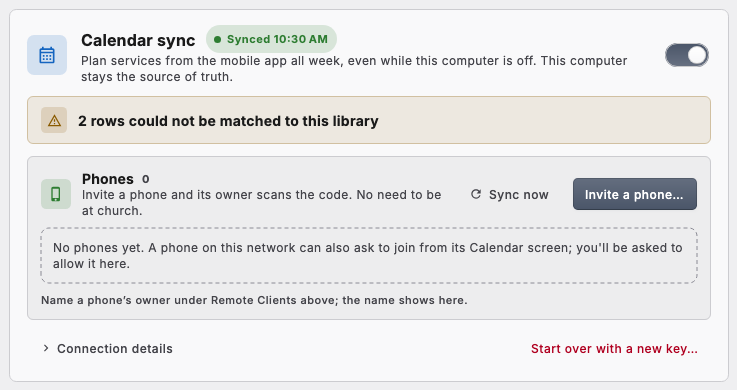 Calendar sync
Synced 10:30 AM
Plan services from the mobile app all week, even while this computer is off. This computer
stays the source of truth.
2 rows could not be matched to this library
Phones 0
Invite a phone and its owner scans the code. No need to be
at church.
Sync now
Invite a phone...
No phones yet. A phone on this network can also ask to join from its Calendar screen; you'll be asked to
allow it here.
Name a phone’s owner under Remote Clients above; the name shows here.
Connection details
Start over with a new key...